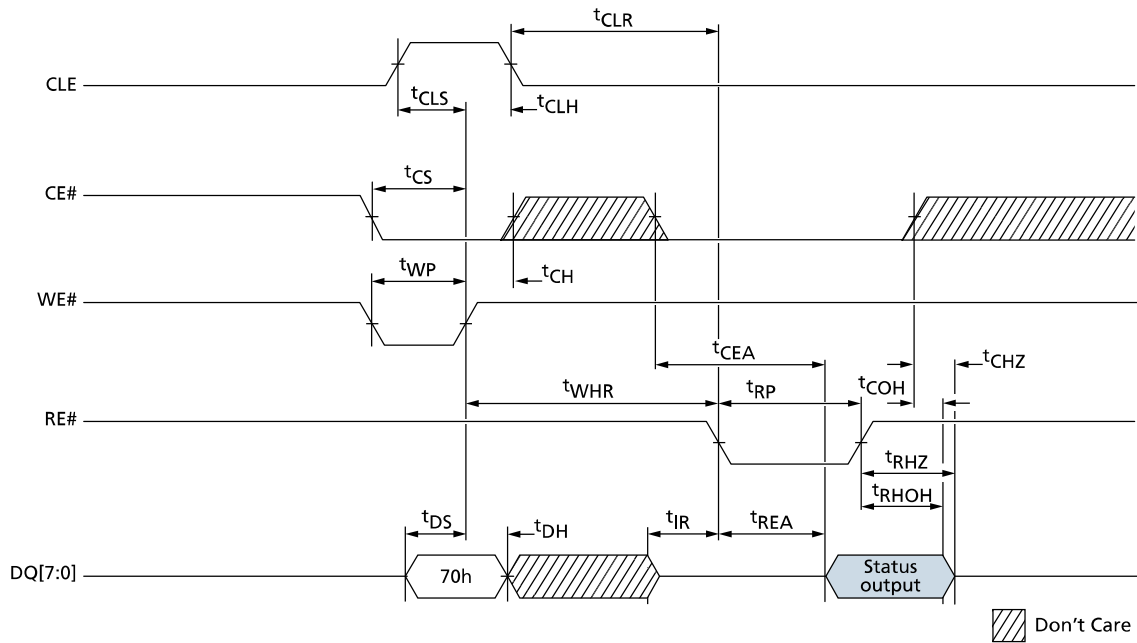 tCLR
CLE
tCLS
tCLH
tCS
CE#
tWP
tCH
WE#
tCEA
tCHZ
tWHR
tRP
tCOH
RE#
tRHZ
tRHOH
tDS
tDH
tIR
tREA
DQ[7:0]
70h
Status
output
Don't Care